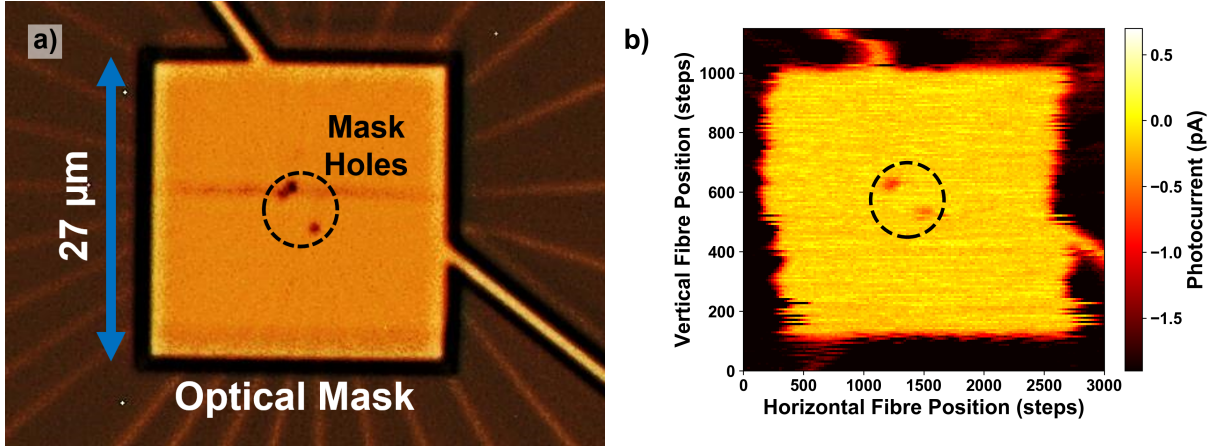 a)
Mask
Holes
27 µm
Optical Mask
b)
Vertical Fibre Position (steps)
1000
800
600
400
200
0
0 500 1000 1500 2000 2500 3000
Horizontal Fibre Position (steps)
0.5
0.0
−0.5
−1.0
−1.5
Photocurrent (pA)